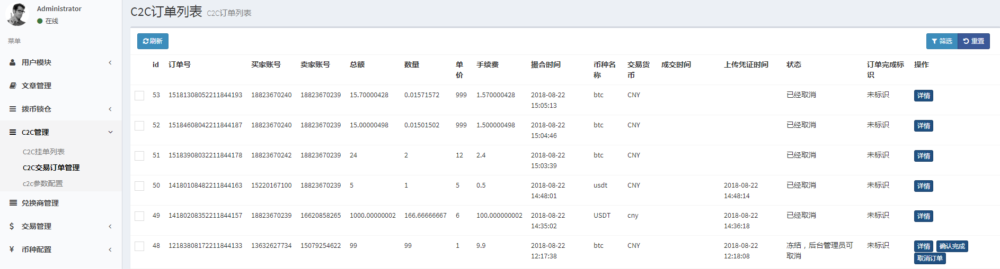 Administrator
在线
菜单
用户模块
文章管理
拨币锁仓
C2C管理
C2C挂单列表
C2C交易订单管理
c2c参数配置
兑换商管理
交易管理
币种配置
C2C订单列表 C2C订单列表
刷新 筛选 重置
id 订单号 买家账号 卖家账号 总额 数量 单价 手续费 撮合时间 币种名称 交易货币 成交时间 上传凭证时间 状态 订单完成标识 操作
53 15181308052211844193 18823670240 18823670239 15.70000428 0.01571572 999 1.570000428 2018-08-22 15:05:13 btc CNY 已经取消 未标识 详情
52 15184608042211844187 18823670240 18823670239 15.00000498 0.01501502 999 1.500000498 2018-08-22 15:04:46 btc CNY 已经取消 未标识 详情
51 15183908032211844178 18823670242 18823670239 24 2 12 2.4 2018-08-22 15:03:39 btc CNY 已经取消 未标识 详情
50 14180108482211844163 15220167100 18823670239 5 1 5 0.5 2018-08-22 14:48:01 usdt CNY 2018-08-22 14:48:14 已经取消 未标识 详情
49 14180208352211844157 18823670239 16620858265 1000.00000002 166.66666667 6 100.000000002 2018-08-22 14:35:02 USDT cny 2018-08-22 14:36:18 已经取消 未标识 详情
48 12183808172211844133 13632627734 15079254622 99 99 1 9.9 2018-08-22 12:17:38 btc CNY 2018-08-22 12:18:08 冻结，后台管理员可取消 未标识 详情 确认完成 取消订单